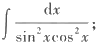 ∫ dx / (sin²x cos²x);